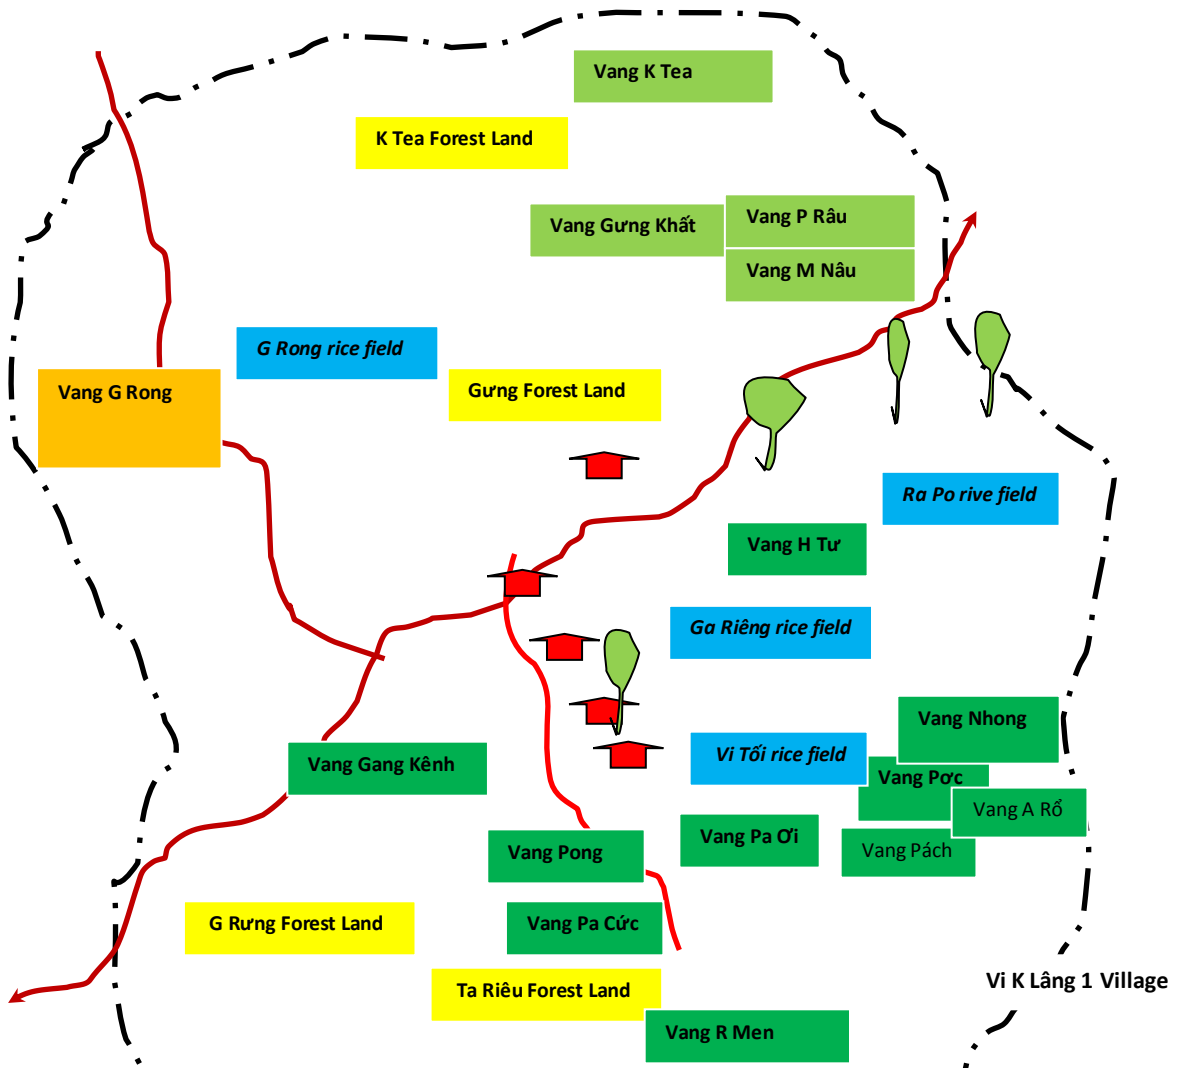 Vang K Tea
K Tea Forest Land
Vang P Râu
Vang Gưng Khất
Vang M Nâu
G Rong rice field
Vang G Rong
Gưng Forest Land
Ra Po rive field
Vang H Tư
Ga Riêng rice field
Vang Nhong
Vi Tối rice field
Vang Gang Kênh
Vang Pơc
Vang A Rổ
Vang Pa Ơi
Vang Pách
Vang Pong
G Rưng Forest Land
Vang Pa Cức
Vi K Lâng 1 Village
Ta Riêu Forest Land
Vang R Men